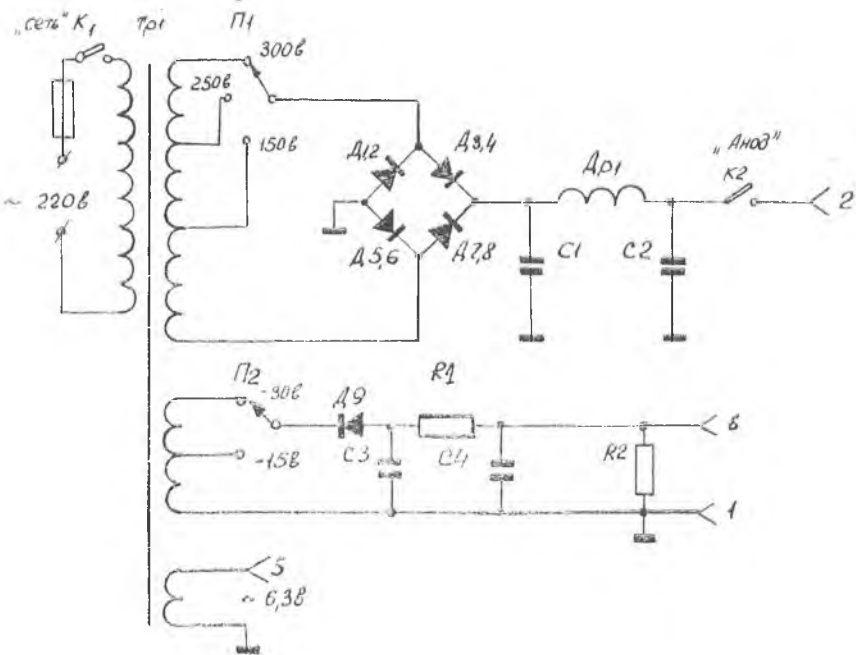 „сеть" К1 Тр1 П1
300в
250в
150в
~ 220в
Д1,2 Д3,4
Д5,6 Д7,8
Др1
„Анод"
К2
2
С1 С2
П2
-30в
-15в
Д9
R1
С3 С4
R2
8
1
5
~ 6,3в